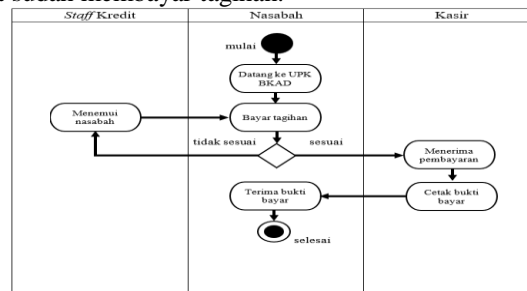 sudah membayar tagihan.
Staff Kredit
Nasabah
Kasir
mulai
Datang ke UPK
BKAD
Menemui
nasabah
Bayar tagihan
tidak sesuai
sesuai
Menerima
pembayaran
Terima bukti
bayar
Cetak bukti
bayar
selesai